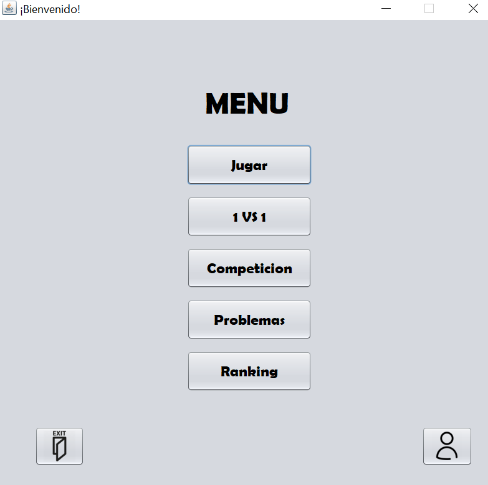 ¡Bienvenido!
MENU
Jugar
1 VS 1
Competicion
Problemas
Ranking
EXIT